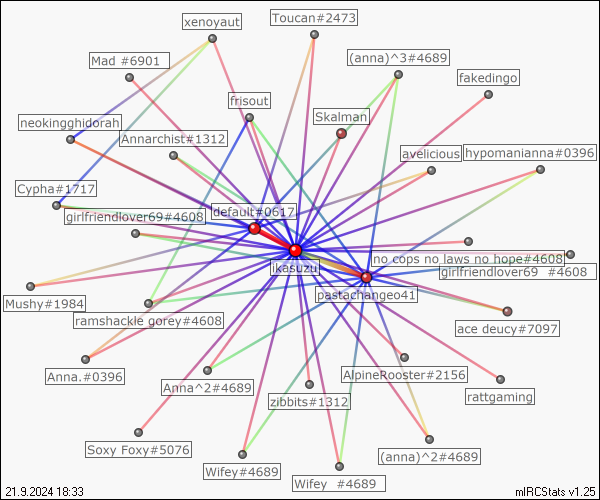 Toucan#2473
xenoyaut
(anna)^3#4689
Mad #6901
fakedingo
frisout
Skalman
neokingghidorah
Annarchist#1312
avelicious
hypomanianna#0396
Cypha#1717
default#0617
girlfriendlover69#4608
no cops no laws no hope#4608
ikasuzu
girlfriendlover69 #4608
pastachangeo41
Mushy#1984
ramshackle gorey#4608
ace deucy#7097
Anna.#0396
AlpineRooster#2156
Anna^2#4689
rattgaming
zibbits#1312
Soxy Foxy#5076
(anna)^2#4689
Wifey#4689
Wifey #4689
21.9.2024 18:33
mIRCStats v1.25